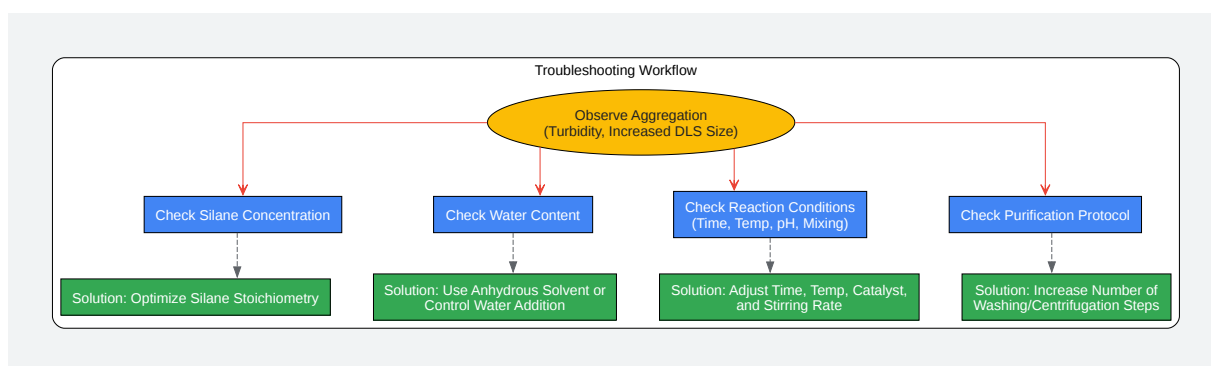 Troubleshooting Workflow
Observe Aggregation
(Turbidity, Increased DLS Size)
Check Silane Concentration
Check Water Content
Check Reaction Conditions
(Time, Temp, pH, Mixing)
Check Purification Protocol
Solution: Optimize Silane Stoichiometry
Solution: Use Anhydrous Solvent or
Control Water Addition
Solution: Adjust Time, Temp, Catalyst,
and Stirring Rate
Solution: Increase Number of
Washing/Centrifugation Steps